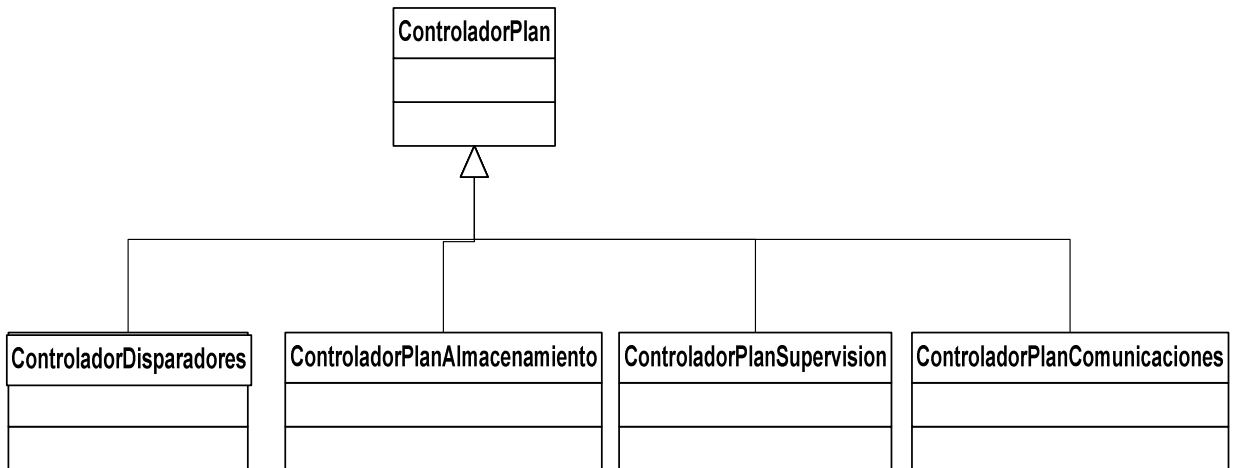 ControladorPlan
ControladorDisparadores
ControladorPlanAlmacenamiento
ControladorPlanSupervision
ControladorPlanComunicaciones